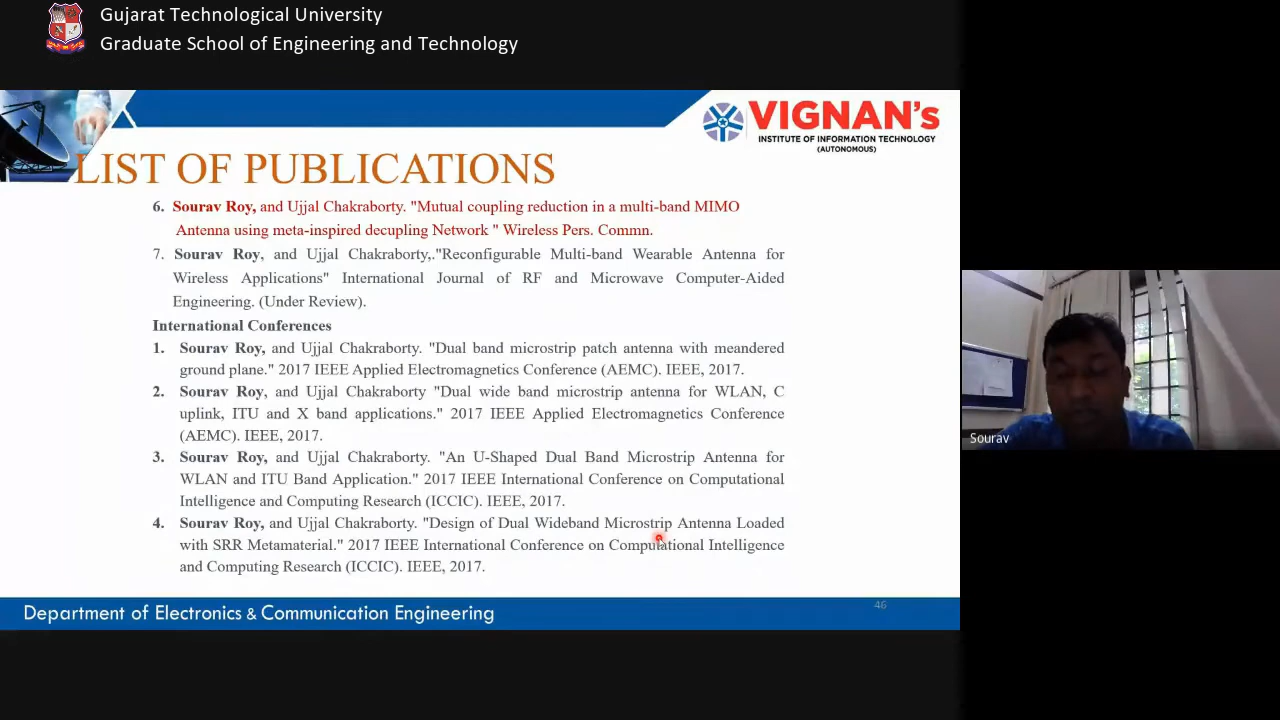 Gujarat Technological University
Graduate School of Engineering and Technology
VIGNAN's
INSTITUTE OF INFORMATION TECHNOLOGY
(AUTONOMOUS)
LIST OF PUBLICATIONS
6. Sourav Roy, and Ujjal Chakraborty. "Mutual coupling reduction in a multi-band MIMO
Antenna using meta-inspired decupling Network " Wireless Pers. Commn.
7. Sourav Roy, and Ujjal Chakraborty,."Reconfigurable Multi-band Wearable Antenna for
Wireless Applications" International Journal of RF and Microwave Computer-Aided
Engineering. (Under Review).
International Conferences
1. Sourav Roy, and Ujjal Chakraborty. "Dual band microstrip patch antenna with meandered
ground plane." 2017 IEEE Applied Electromagnetics Conference (AEMC). IEEE, 2017.
2. Sourav Roy, and Ujjal Chakraborty "Dual wide band microstrip antenna for WLAN, C
uplink, ITU and X band applications." 2017 IEEE Applied Electromagnetics Conference
(AEMC). IEEE, 2017.
3. Sourav Roy, and Ujjal Chakraborty. "An U-Shaped Dual Band Microstrip Antenna for
WLAN and ITU Band Application." 2017 IEEE International Conference on Computational
Intelligence and Computing Research (ICCIC). IEEE, 2017.
4. Sourav Roy, and Ujjal Chakraborty. "Design of Dual Wideband Microstrip Antenna Loaded
with SRR Metamaterial." 2017 IEEE International Conference on Computational Intelligence
and Computing Research (ICCIC). IEEE, 2017.
Department of Electronics & Communication Engineering
46
Sourav